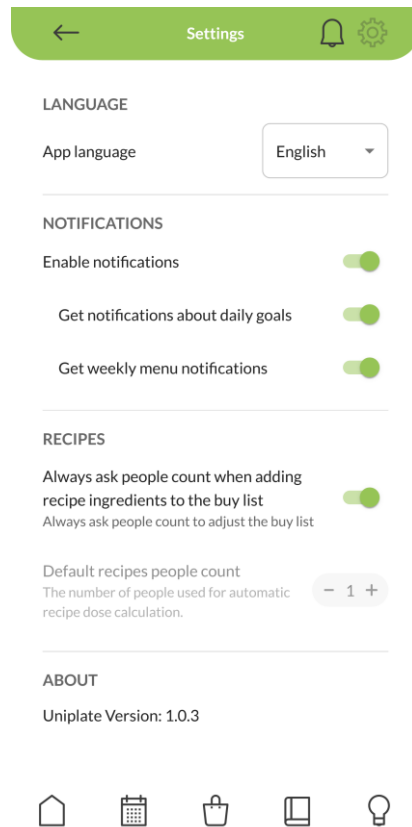 Settings
LANGUAGE
App language
English
NOTIFICATIONS
Enable notifications
Get notifications about daily goals
Get weekly menu notifications
RECIPES
Always ask people count when adding
recipe ingredients to the buy list
Always ask people count to adjust the buy list
Default recipes people count
The number of people used for automatic
recipe dose calculation.
− 1 +
ABOUT
Uniplate Version: 1.0.3